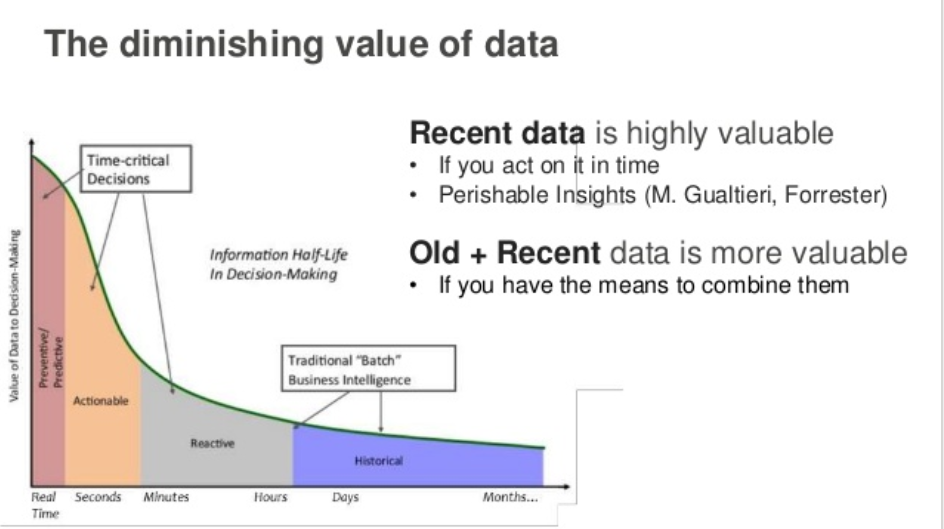 The diminishing value of data
Recent data is highly valuable
• If you act on it in time
• Perishable Insights (M. Gualtieri, Forrester)
Old + Recent data is more valuable
• If you have the means to combine them
Value of Data to Decision-Making
Time-critical
Decisions
Information Half-Life
In Decision-Making
Traditional “Batch”
Business Intelligence
Preventive/
Predictive
Actionable
Reactive
Historical
Real
Time
Seconds
Minutes
Hours
Days
Months...